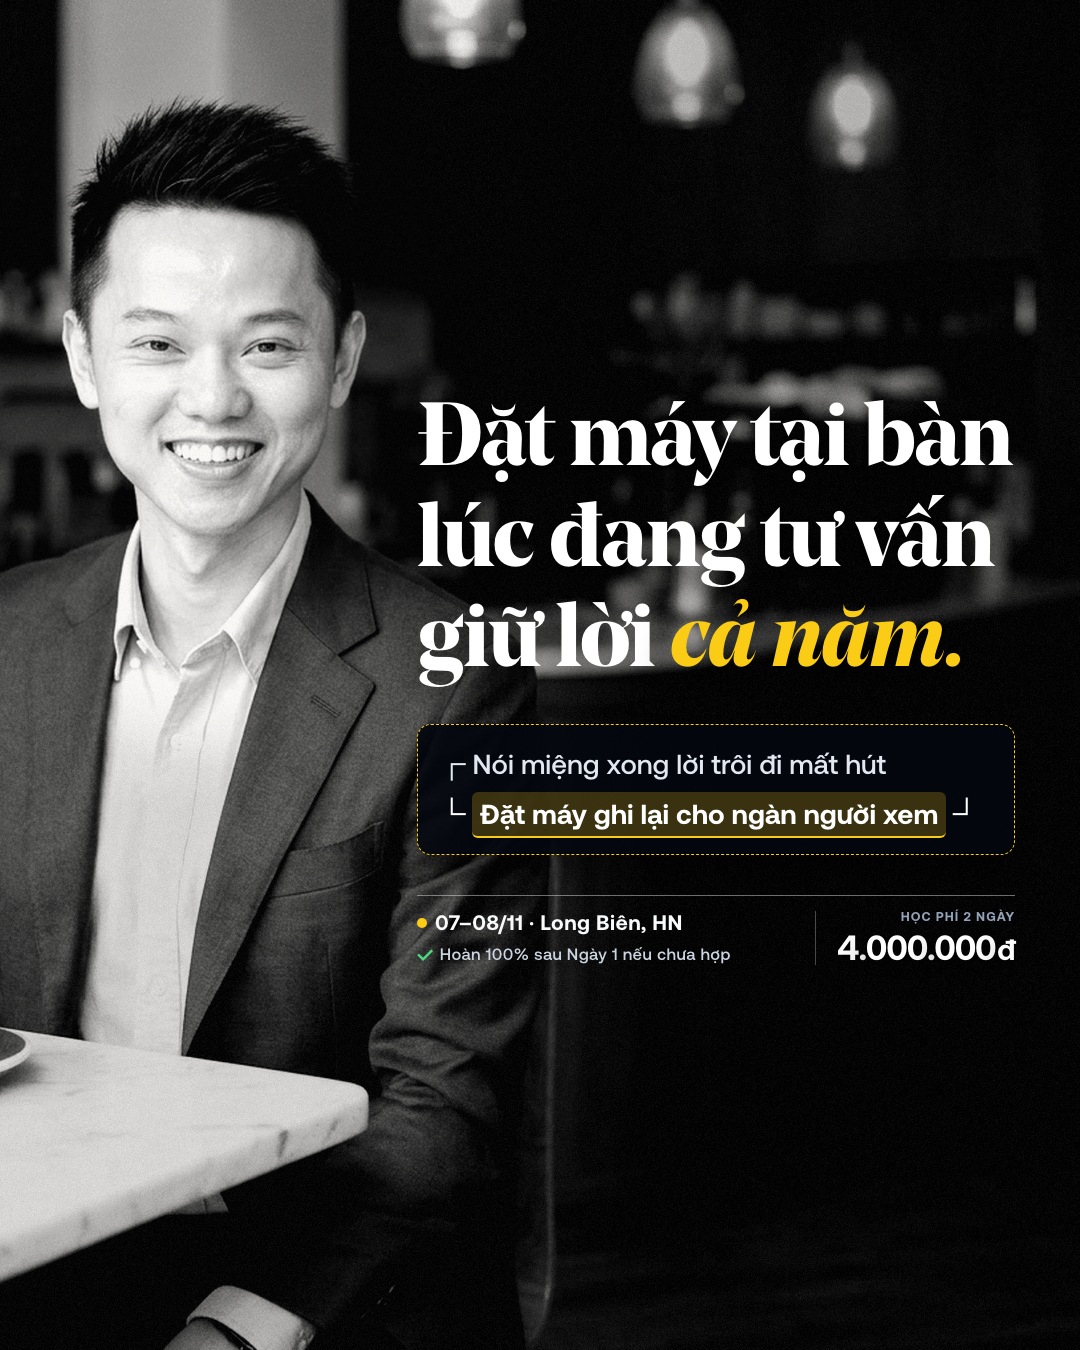 Đặt máy tại bàn
lúc đang tư vấn
giữ lời cả năm.
Nói miệng xong lời trôi đi mất hút
Đặt máy ghi lại cho ngàn người xem
07–08/11 · Long Biên, HN
Hoàn 100% sau Ngày 1 nếu chưa hợp
HỌC PHÍ 2 NGÀY
4.000.000đ